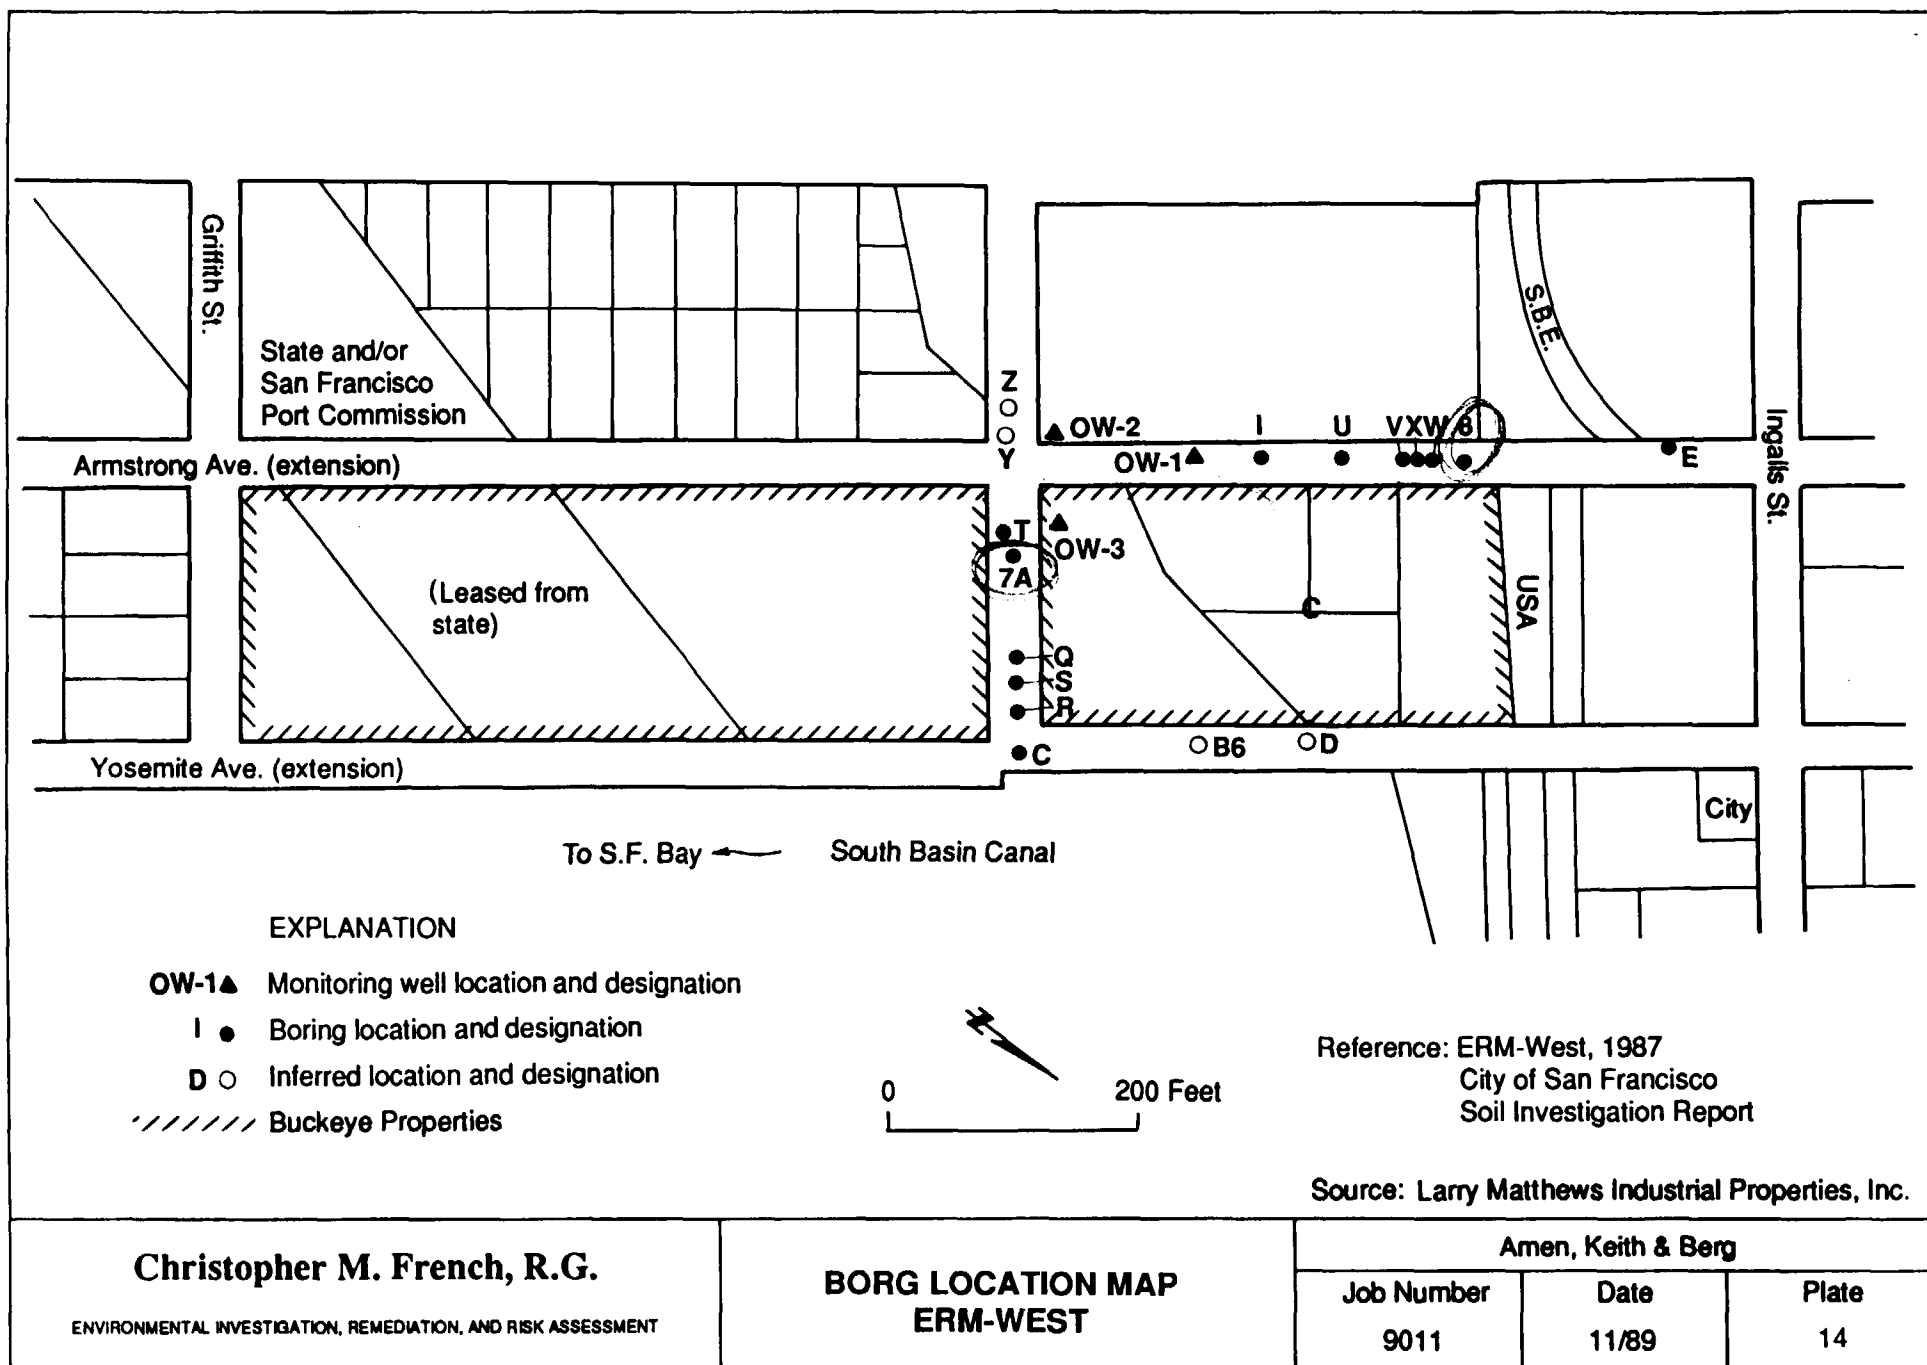 Griffith St.
State and/or
San Francisco
Port Commission
Z
Y
OW-2
OW-1
I
U
V X W 8
S.B.E.
E
Ingalls St.
Armstrong Ave. (extension)
T
7A
OW-3
(Leased from
state)
C
USA
Q
S
R
C
B6
D
Yosemite Ave. (extension)
City
To S.F. Bay
South Basin Canal
EXPLANATION
OW-1 Monitoring well location and designation
I Boring location and designation
D Inferred location and designation
Buckeye Properties
N
0 200 Feet
Reference: ERM-West, 1987
City of San Francisco
Soil Investigation Report
Source: Larry Matthews Industrial Properties, Inc.
Christopher M. French, R.G.
ENVIRONMENTAL INVESTIGATION, REMEDIATION, AND RISK ASSESSMENT
BORG LOCATION MAP
ERM-WEST
Amen, Keith & Berg
Job Number Date Plate
9011 11/89 14